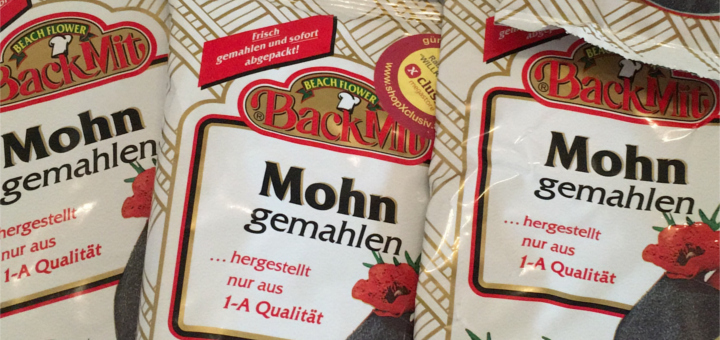 BEACH FLOWER
BackMit
Mohn
gemahlen
hergestellt
nur aus
1-A Qualität
Frisch
gemahlen und sofort
abgepackt!
BEACH FLOWER
BackMit
www.shopXclusiv
Mohn
gemahlen
... hergestellt
nur aus
1-A Qualität
BackMit®
Mohn
gemahlen
... hergestellt
nur aus
1-A Qualität